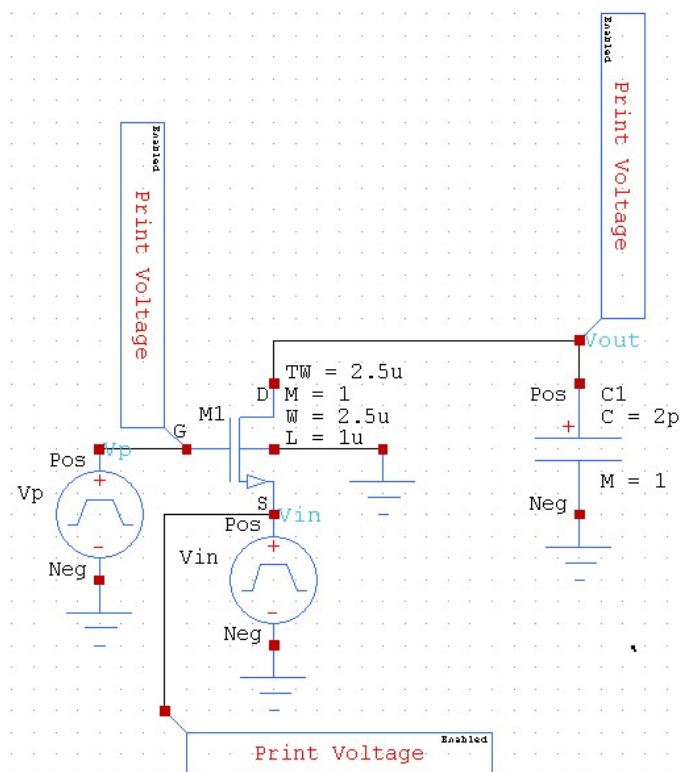 Enabled
Print Voltage
Enabled
Print Voltage
Vout
TW = 2.5u
D
M = 1
M1
W = 2.5u
G
L = 1u
Pos
C1
C = 2p
+
M = 1
Neg
Vp
Pos
+
Vp
-
Neg
S
Vin
Pos
+
Vin
-
Neg
Enabled
Print Voltage